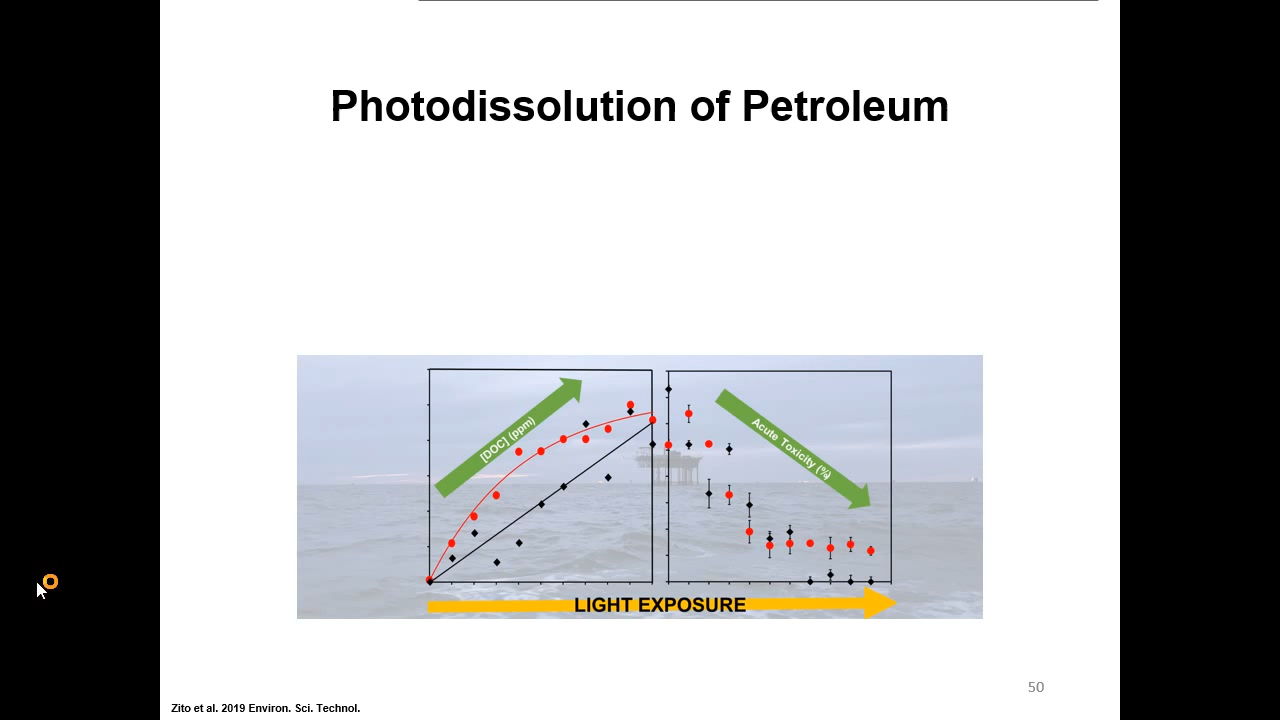 Photodissolution of Petroleum
[DOC] (ppm)
Acute Toxicity (%)
LIGHT EXPOSURE
50
Zito et al. 2019 Environ. Sci. Technol.